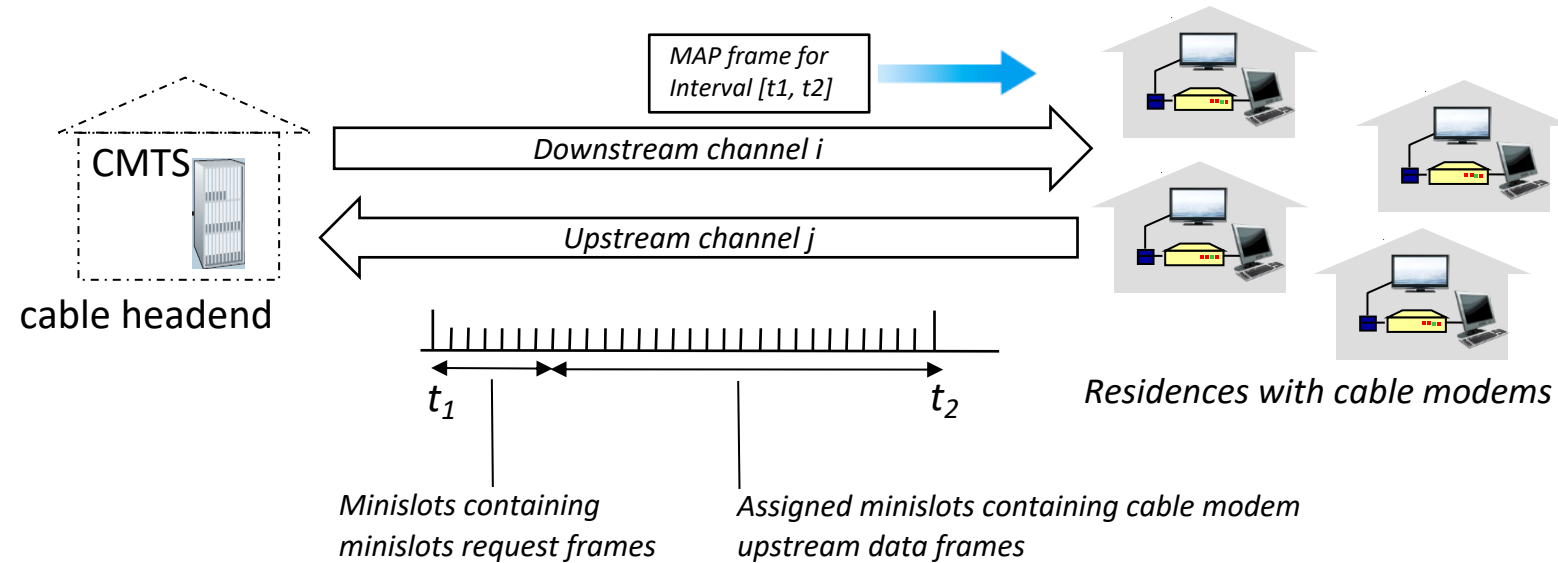 MAP frame for
Interval [t1, t2]
CMTS
Downstream channel i
Upstream channel j
cable headend
t1
t2
Residences with cable modems
Minislots containing
minislots request frames
Assigned minislots containing cable modem
upstream data frames